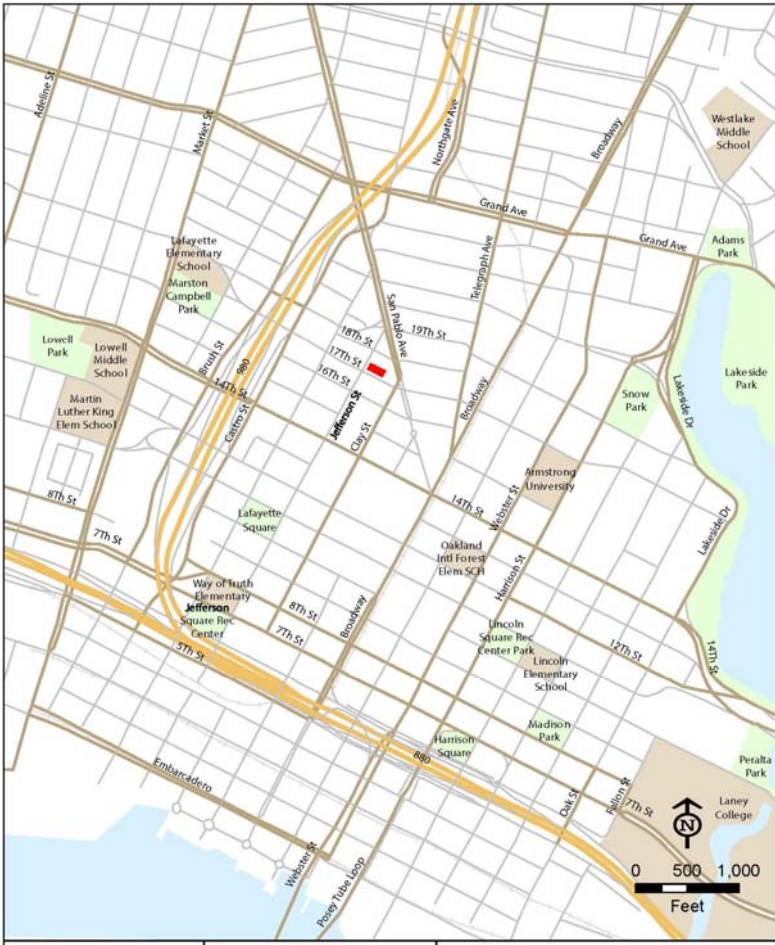 Adeline St
Market St
Northgate Ave
Broadway
Westlake
Middle
School
Grand Ave
Grand Ave
Adams
Park
Lafayette
Elementary
School
Marston
Campbell
Park
Telegraph Ave
San Pablo Ave
19Th St
18Th St
17Th St
16Th St
Lowell
Park
Lowell
Middle
School
Brush St
980
14Th St
Castro St
Jefferson St
Clay St
Broadway
Snow
Park
Lakeside Dr
Lakeside
Park
Martin
Luther King
Elem School
8Th St
7Th St
Lafayette
Square
14Th St
Webster St
Armstrong
University
Oakland
Intl Forest
Elem SCH
Harrison St
Lakeside Dr
Way of Truth
Elementary
Jefferson
Square Rec
Center
5Th St
8Th St
7Th St
Broadway
Lincoln
Square Rec
Center Park
Lincoln
Elementary
School
12Th St
14Th St
Madison
Park
Harrison
Square
880
Peralta
Park
Embarcadero
Oak St
Fallon St
7Th St
Laney
College
Webster St
Posey Tube Loop
N
0 500 1,000
Feet